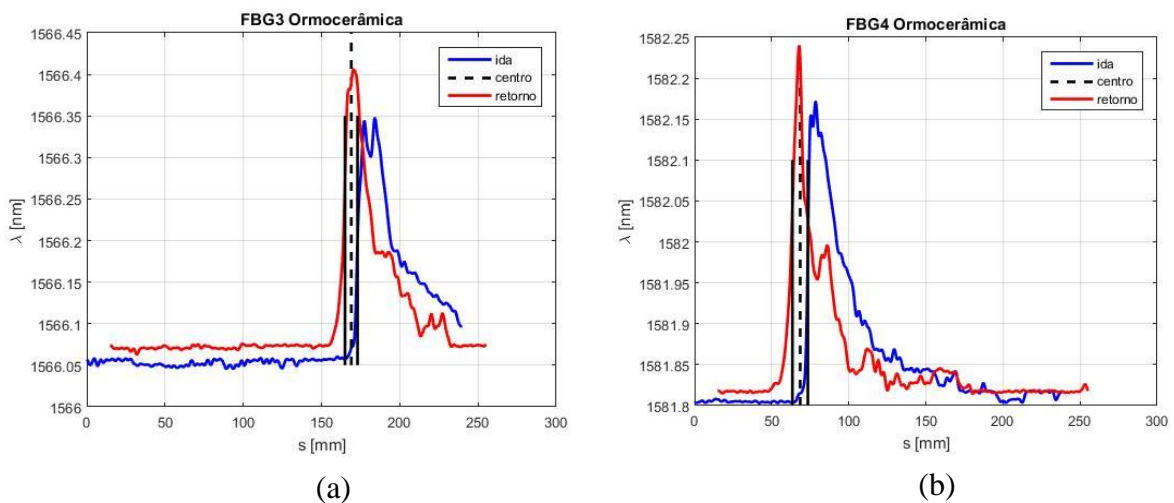 FBG3 Ormocerâmica
1566.45
1566.4
1566.35
1566.3
1566.25
1566.2
1566.15
1566.1
1566.05
1566
λ [nm]
ida
centro
retorno
0 50 100 150 200 250 300
s [mm]
(a)
FBG4 Ormocerâmica
1582.25
1582.2
1582.15
1582.1
1582.05
1582
1581.95
1581.9
1581.85
1581.8
λ [nm]
ida
centro
retorno
0 50 100 150 200 250 300
s [mm]
(b)